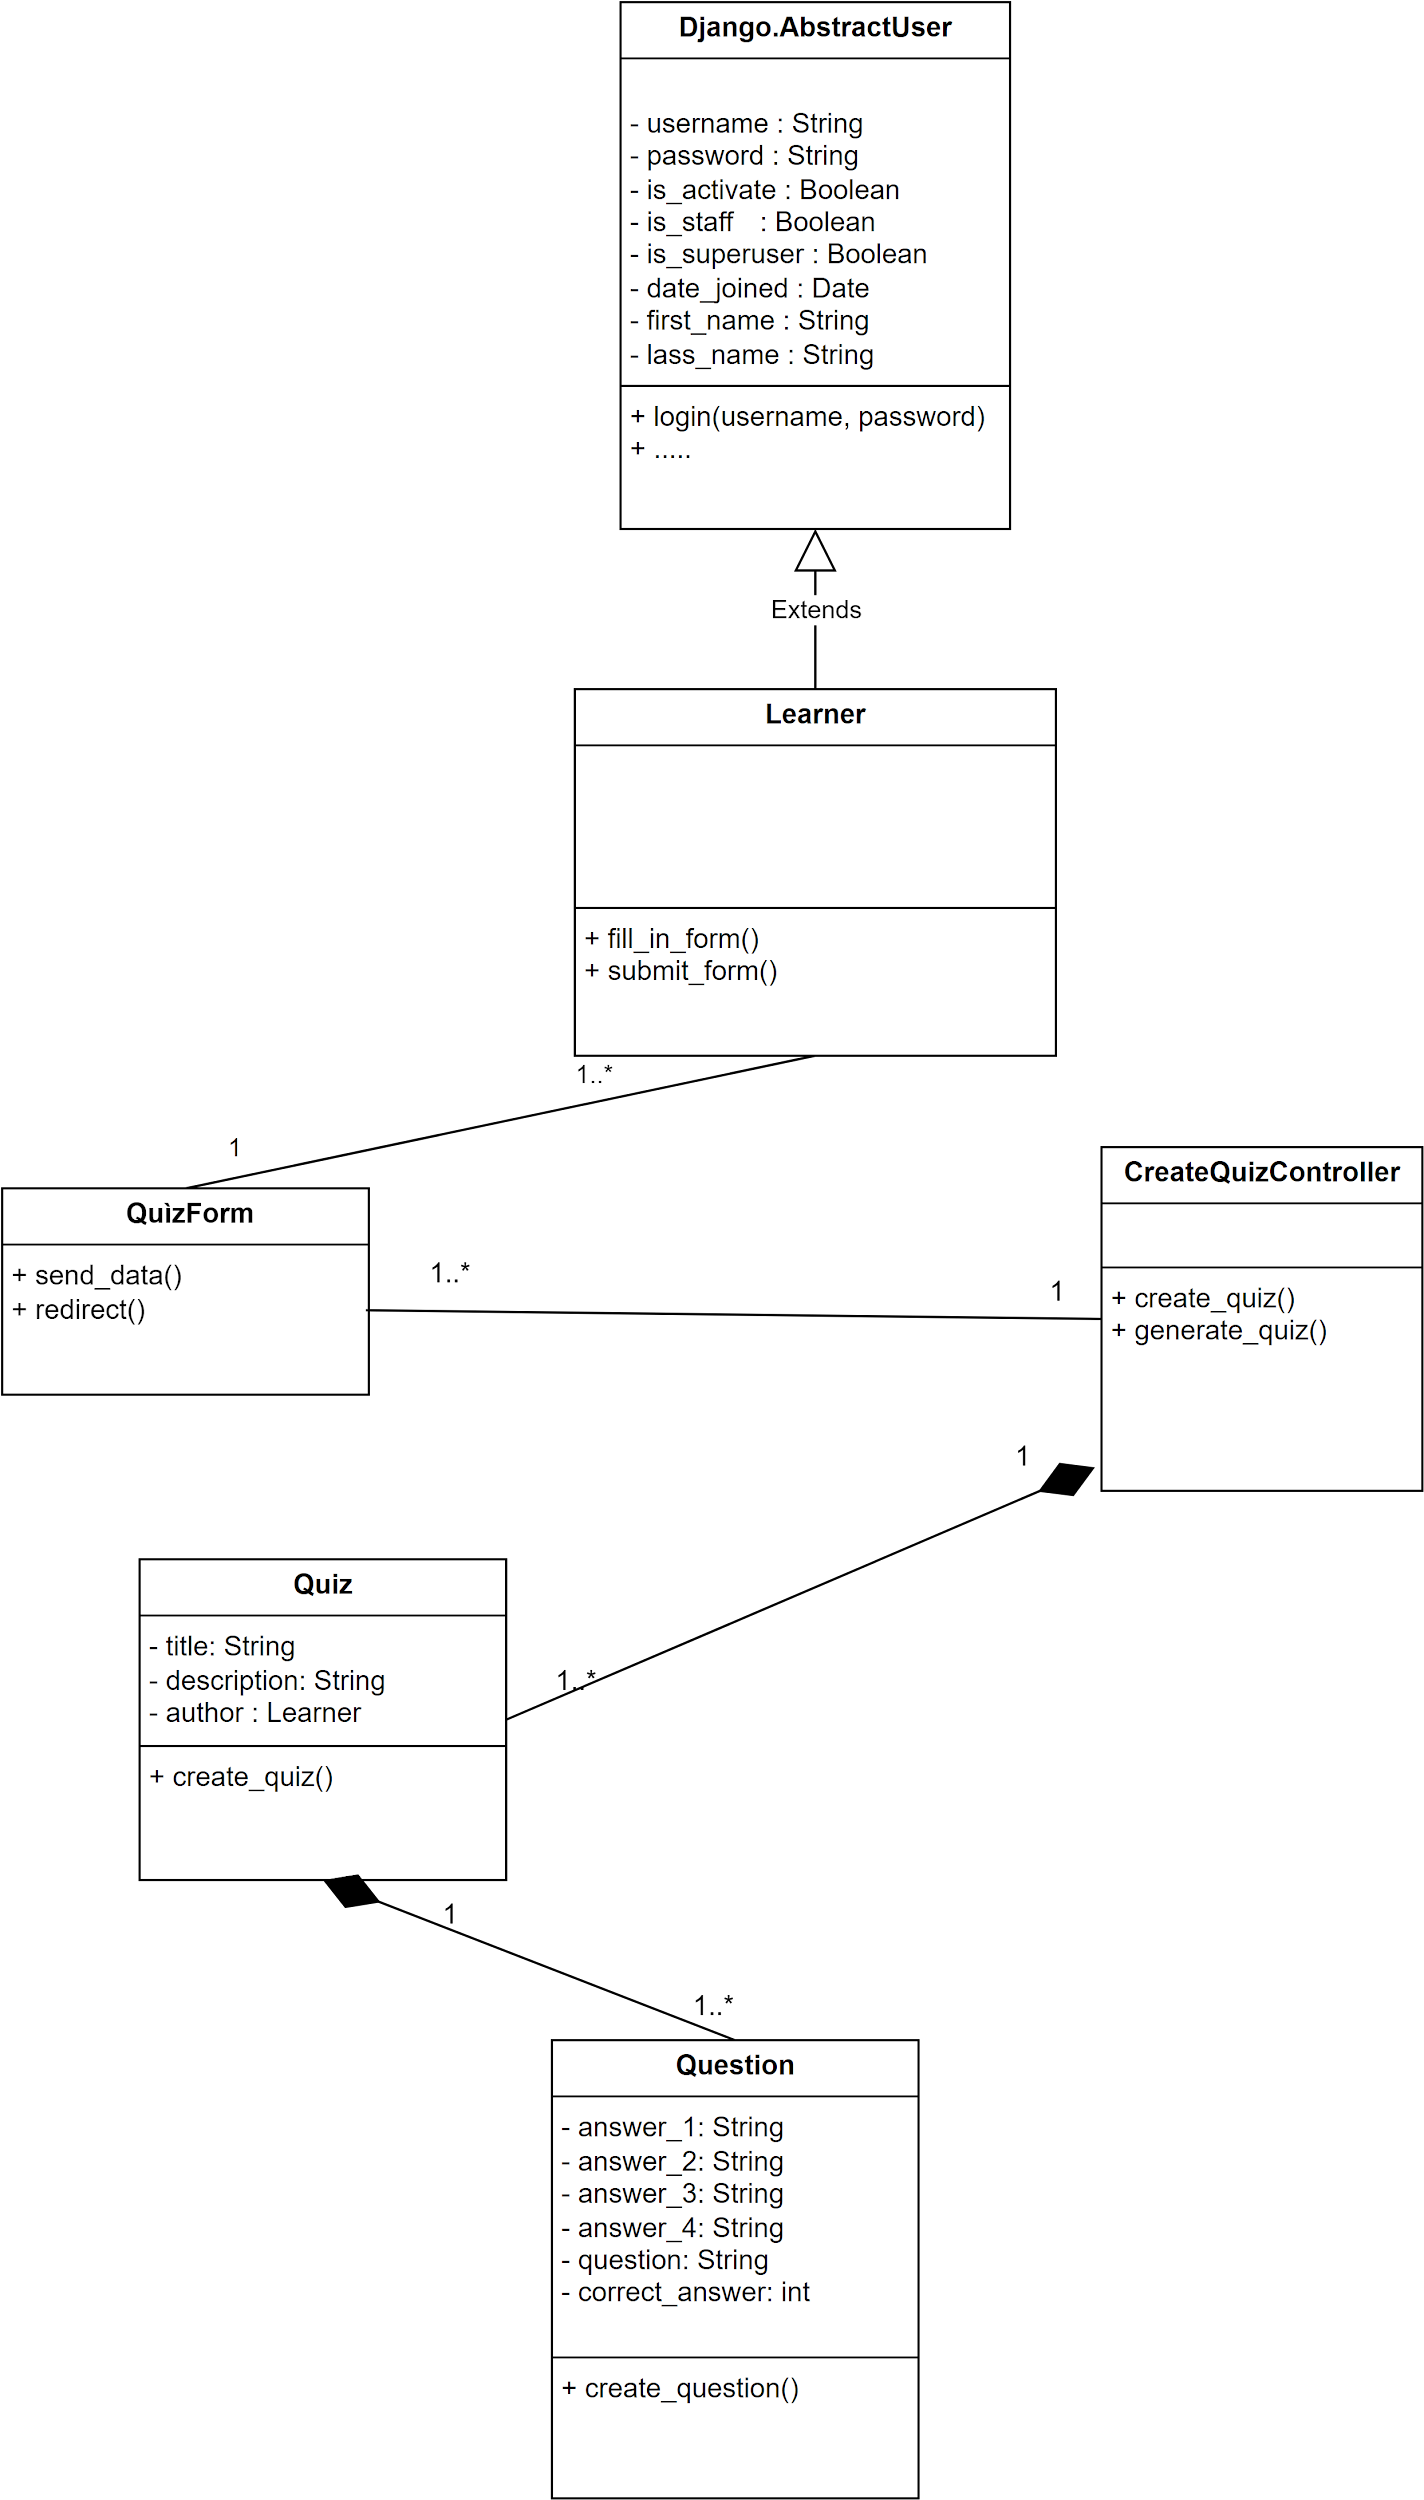 Django.AbstractUser
- username : String
- password : String
- is_activate : Boolean
- is_staff : Boolean
- is_superuser : Boolean
- date_joined : Date
- first_name : String
- lass_name : String
+ login(username, password)
+ .....
Extends
Learner
+ fill_in_form()
+ submit_form()
1..*
1
QuìzForm
+ send_data()
+ redirect()
1..*
1
CreateQuizController
+ create_quiz()
+ generate_quiz()
1
1..*
Quiz
- title: String
- description: String
- author : Learner
+ create_quiz()
1
1..*
Question
- answer_1: String
- answer_2: String
- answer_3: String
- answer_4: String
- question: String
- correct_answer: int
+ create_question()